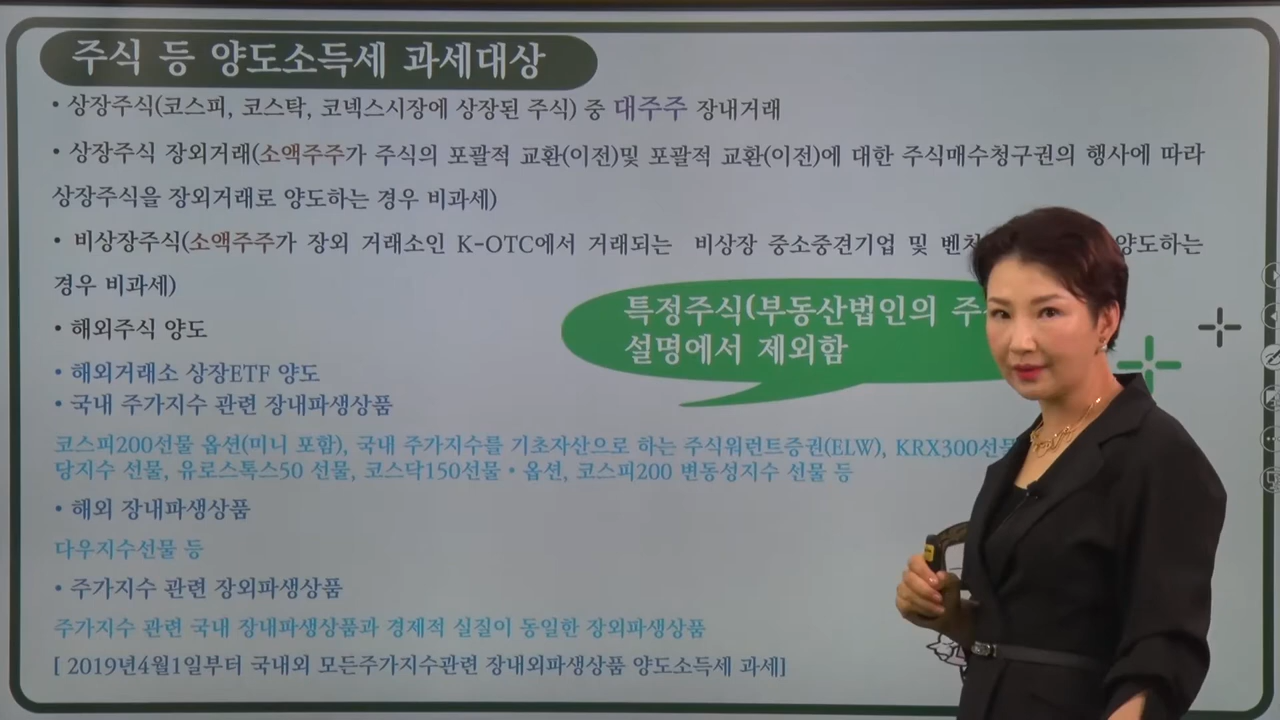 주식 등 양도소득세 과세대상
• 상장주식(코스피, 코스닥, 코넥스시장에 상장된 주식) 중 대주주 장내거래
• 상장주식 장외거래(소액주주가 주식의 포괄적 교환(이전)및 포괄적 교환(이전)에 대한 주식매수청구권의 행사에 따라
상장주식을 장외거래로 양도하는 경우 비과세)
• 비상장주식(소액주주가 장외 거래소인 K-OTC에서 거래되는 비상장 중소중견기업 및 양도하는
경우 비과세)
특정주식(부동산법인의
설명에서 제외함
• 해외주식 양도
• 해외거래소 상장ETF 양도
• 국내 주가지수 관련 장내파생상품
코스피200선물 옵션(미니 포함), 국내 주가지수를 기초자산으로 하는 주식워런트증권(ELW),
당지수 선물, 유로스톡스50 선물, 코스닥150선물 • 옵션, 코스피200 변동성지수 선물 등
• 해외 장내파생상품
다우지수선물 등
• 주가지수 관련 장외파생상품
주가지수 관련 국내 장내파생상품과 경제적 실질이 동일한 장외파생상품
[ 2019년4월1일부터 국내외 모든주가지수관련 장내외파생상품 양도소득세 과세]